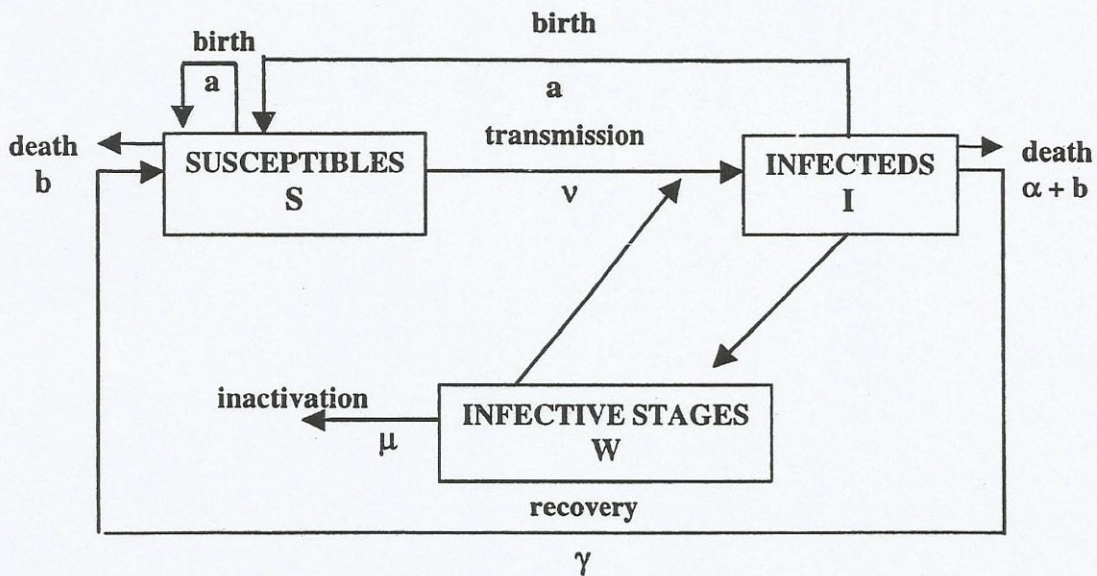 birth
a
birth
a
death
b
SUSCEPTIBLES
S
transmission
ν
INFECTEDS
I
death
α + b
inactivation
μ
INFECTIVE STAGES
W
recovery
γ